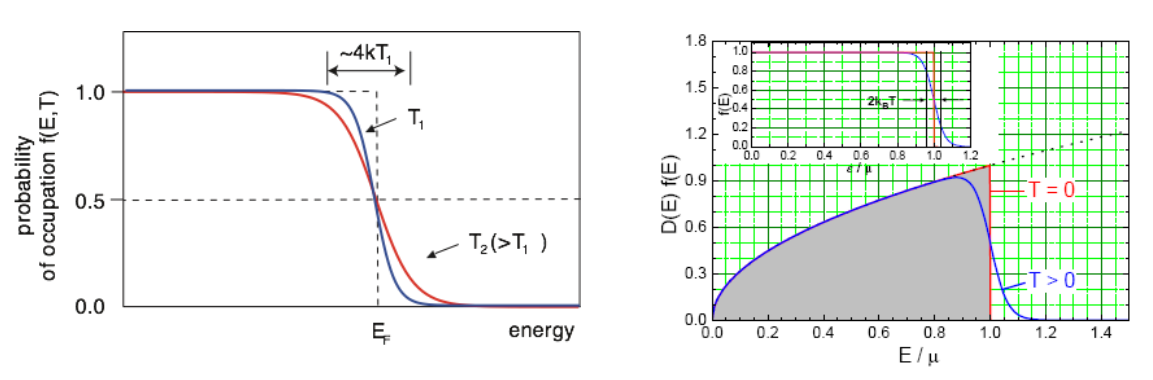 probability
of occupation f(E,T)
1.0
0.5
0.0
~4kT₁
T₁
T₂(>T₁ )
E_F
energy
D(E) f(E)
1.8
1.5
1.2
0.9
0.6
0.3
0.0
0.0 0.2 0.4 0.6 0.8 1.0 1.2 1.4
E / μ
T = 0
T > 0
f(E)
1.0
0.8
0.6
0.4
0.2
0.0
0.0 0.2 0.4 0.6 0.8 1.0 1.2
ε / μ
2k_BT